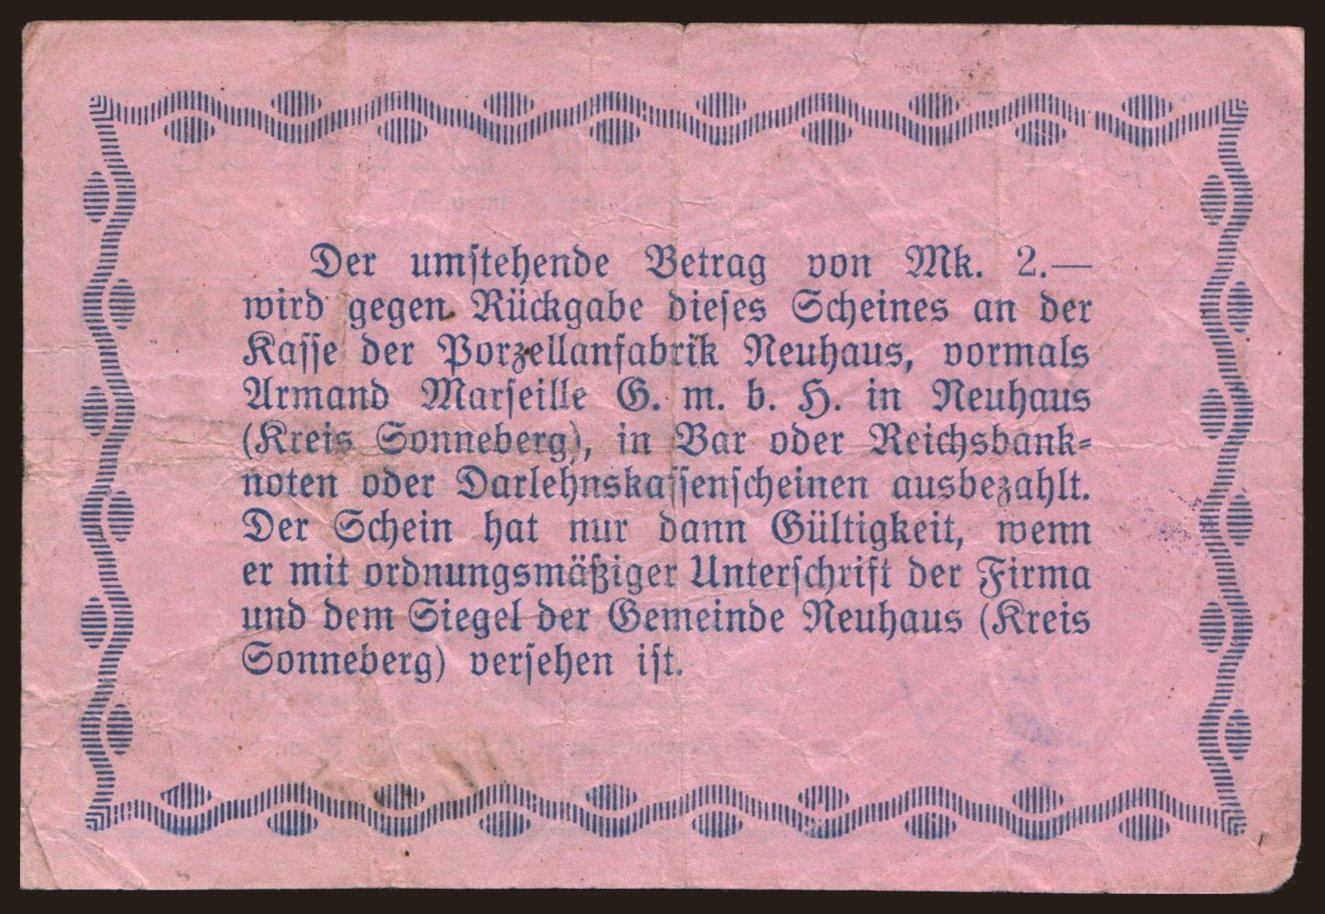 Der umstehende Betrag von Mk. 2.—
wird gegen Rückgabe dieses Scheines an der
Kasse der Porzellanfabrik Neuhaus, vormals
Armand Marseille G. m. b. H. in Neuhaus
(Kreis Sonneberg), in Bar oder Reichsbank-
noten oder Darlehnskassenscheinen ausbezahlt.
Der Schein hat nur dann Gültigkeit, wenn
er mit ordnungsmäßiger Unterschrift der Firma
und dem Siegel der Gemeinde Neuhaus (Kreis
Sonneberg) versehen ist.